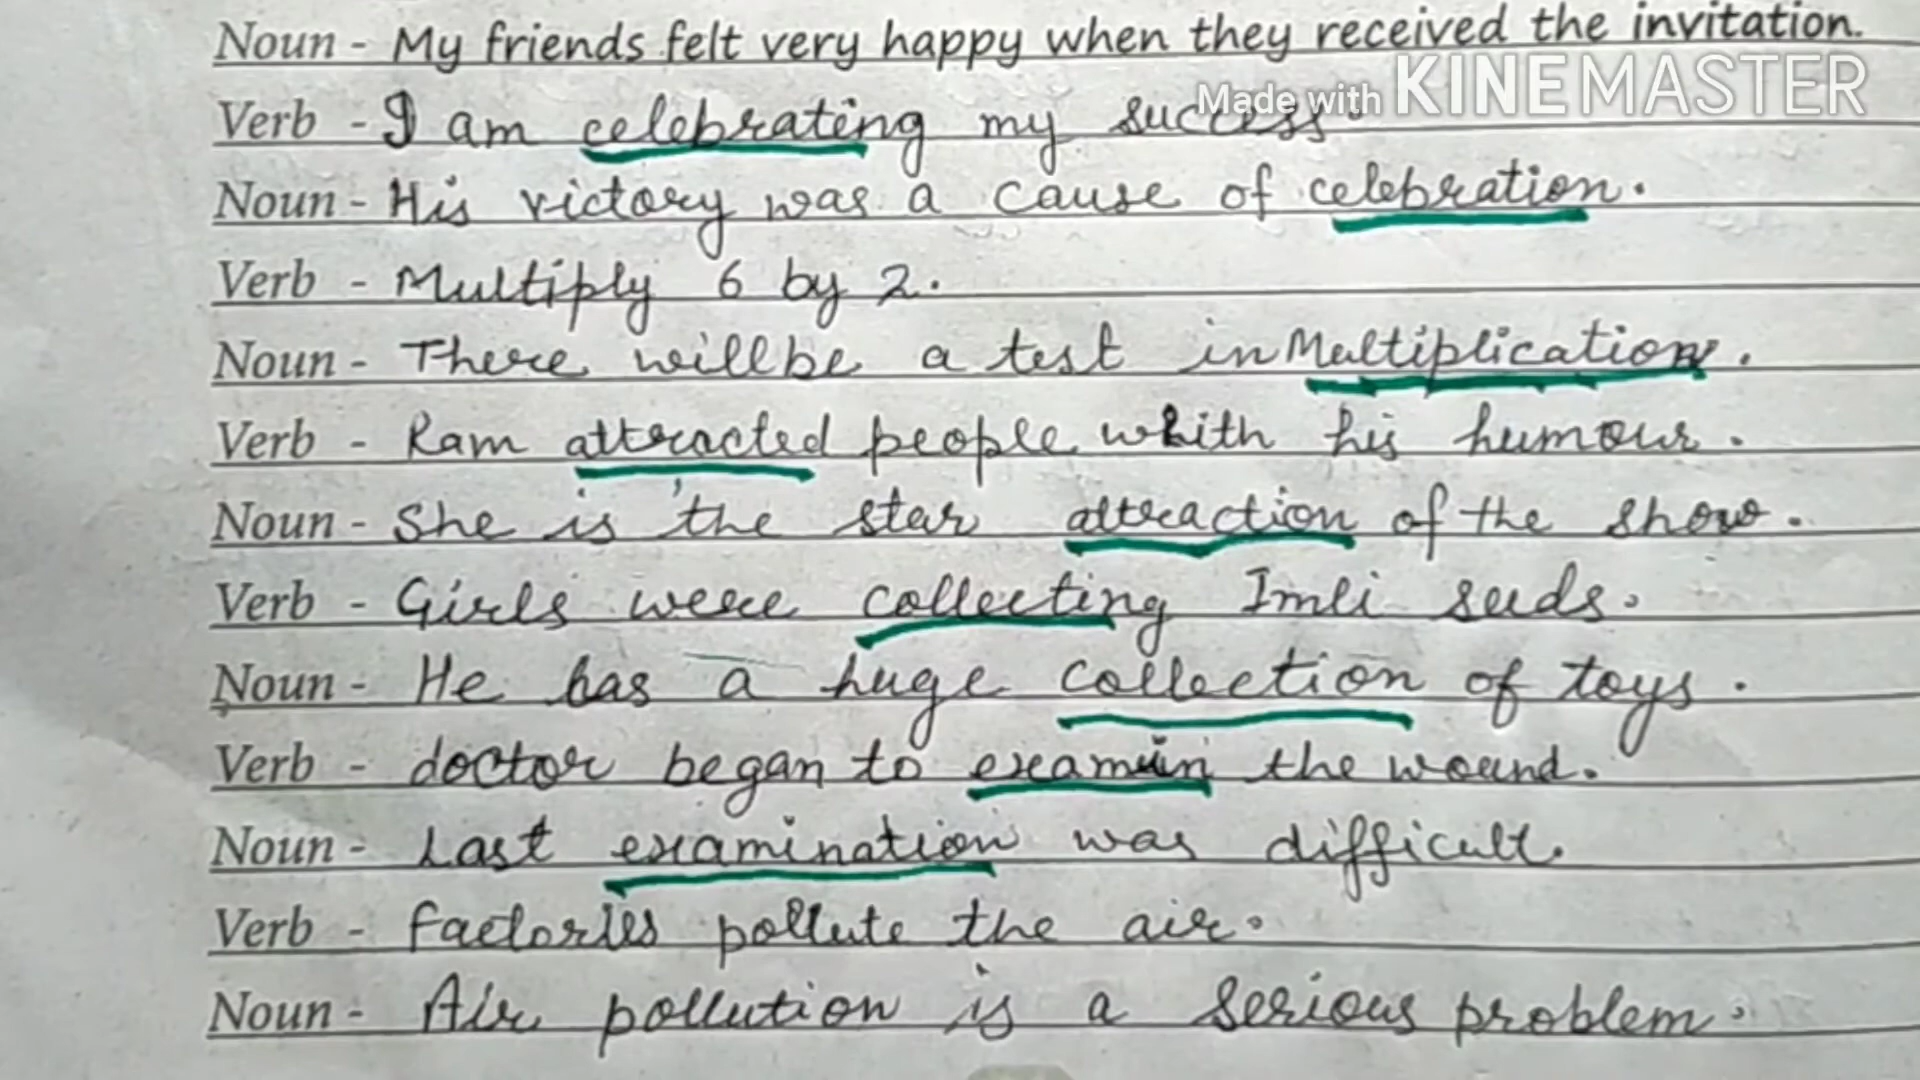 Noun - My friends felt very happy when they received the invitation.
Made with KINEMASTER
Verb - I am celebrating my success.
Noun - His victory was a cause of celebration.
Verb - Multiply 6 by 2.
Noun - There will be a test in Multiplication.
Verb - Ram attracted people whith his humour.
Noun - She is the star attraction of the show.
Verb - Girls were collecting Imli seeds.
Noun - He has a huge collection of toys.
Verb - doctor began to examin the wound.
Noun - Last examination was difficult.
Verb - Factories pollute the air.
Noun - Air pollution is a serious problem.